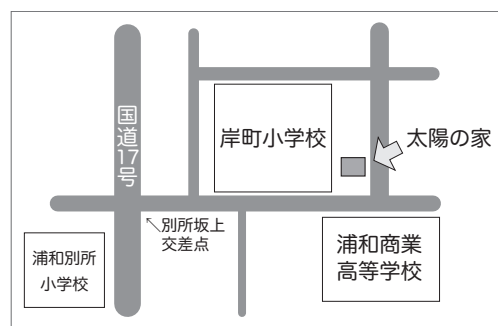 国道17号
岸町小学校
太陽の家
↖別所坂上
交差点
浦和別所
小学校
浦和商業
高等学校